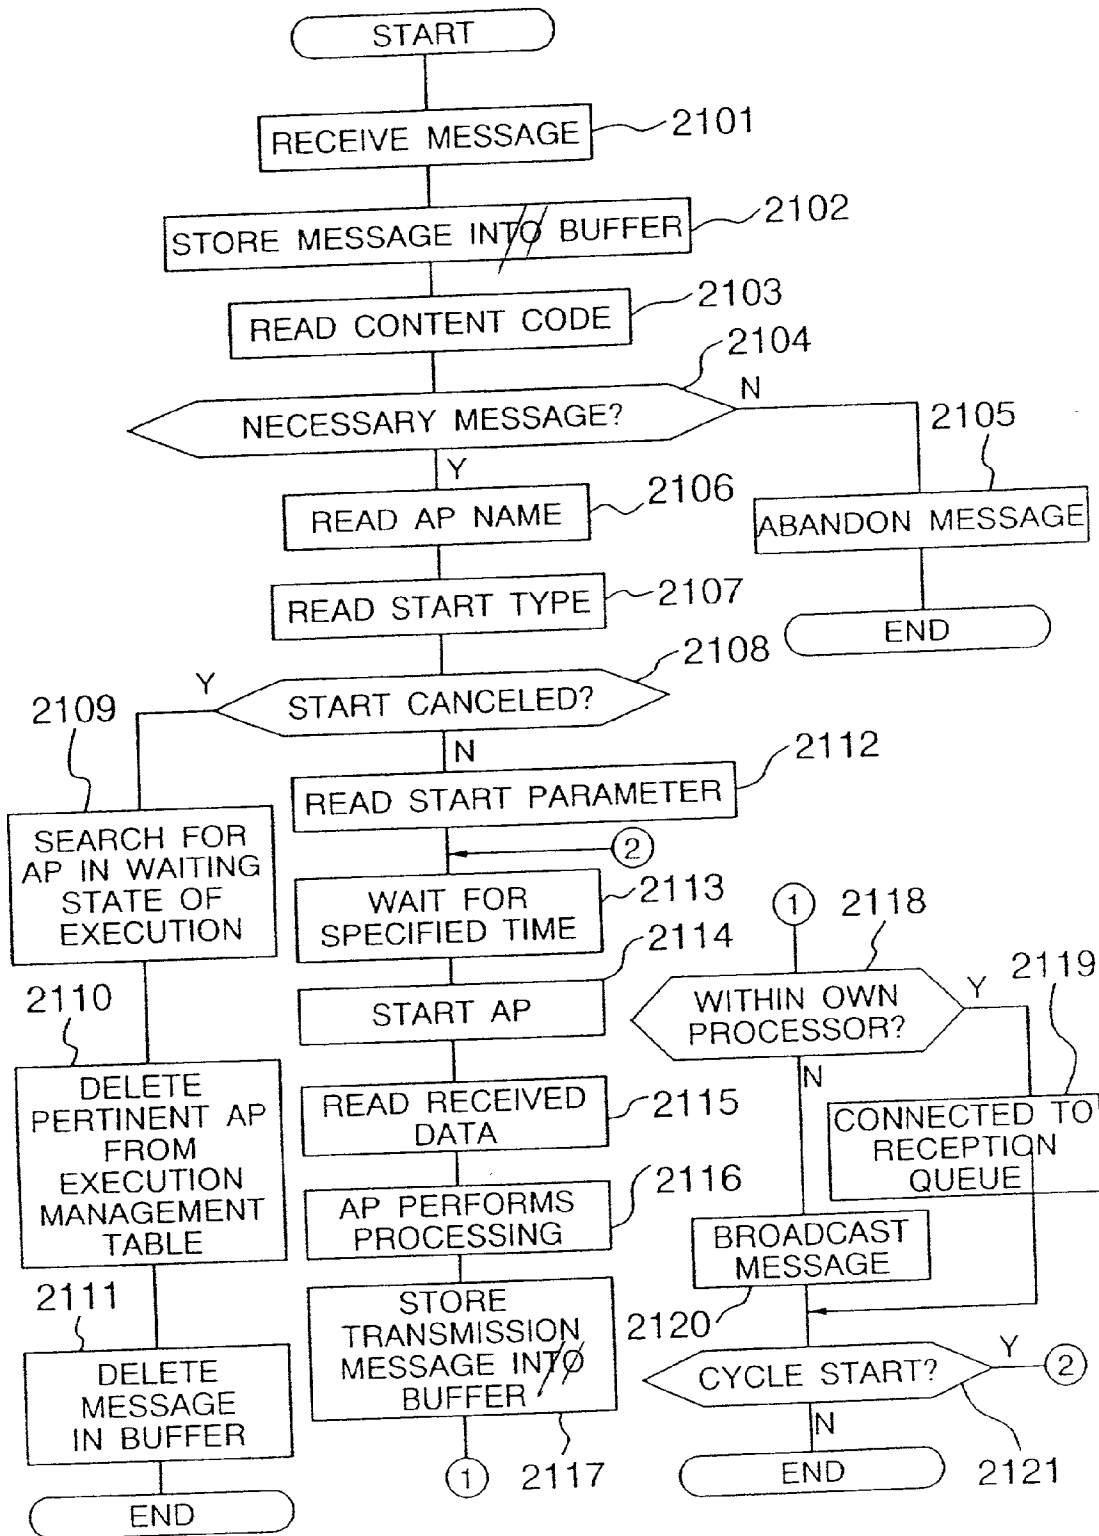 START
RECEIVE MESSAGE
2101
STORE MESSAGE INTO BUFFER
2102
READ CONTENT CODE
2103
NECESSARY MESSAGE?
2104
N
Y
2105
ABANDON MESSAGE
END
READ AP NAME
2106
READ START TYPE
2107
START CANCELED?
2108
Y
N
2109
SEARCH FOR
AP IN WAITING
STATE OF
EXECUTION
2110
DELETE
PERTINENT AP
FROM
EXECUTION
MANAGEMENT
TABLE
2111
DELETE
MESSAGE
IN BUFFER
END
READ START PARAMETER
2112
2
WAIT FOR
SPECIFIED TIME
2113
START AP
2114
READ RECEIVED
DATA
2115
AP PERFORMS
PROCESSING
2116
STORE
TRANSMISSION
MESSAGE INTO
BUFFER
2117
1
1
2118
WITHIN OWN
PROCESSOR?
Y
N
2119
CONNECTED TO
RECEPTION
QUEUE
BROADCAST
MESSAGE
2120
CYCLE START?
Y
2
N
2121
END